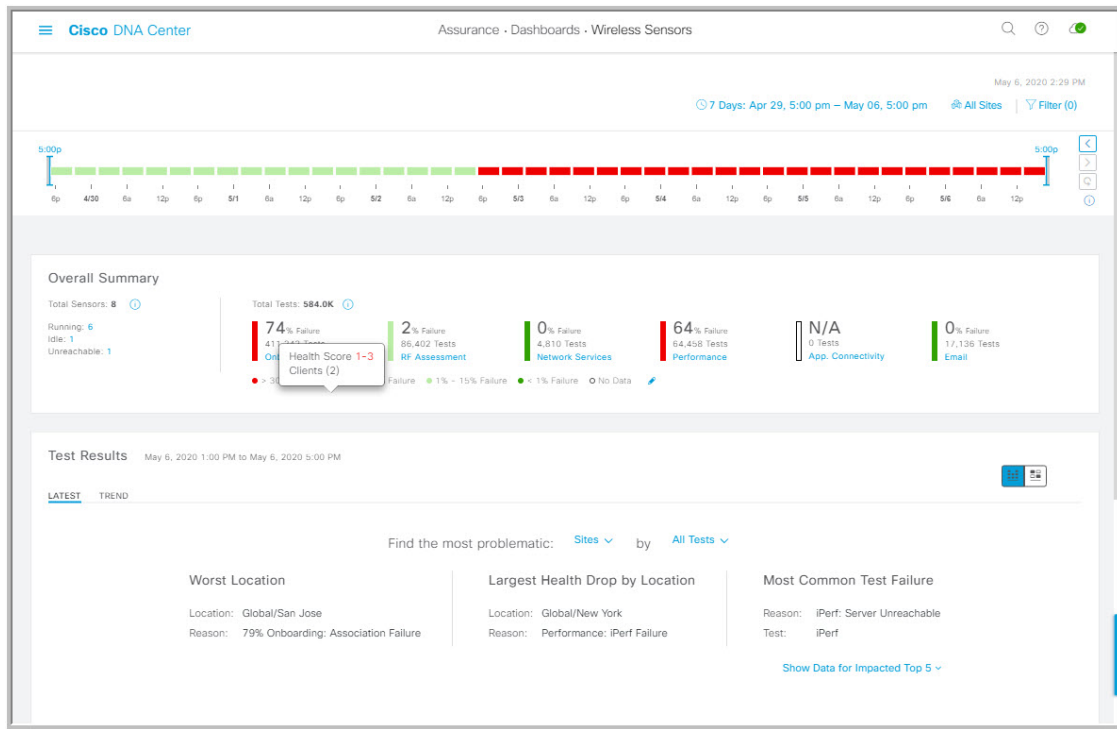 Cisco DNA Center
Assurance · Dashboards · Wireless Sensors
May 6, 2020 2:29 PM
7 Days: Apr 29, 5:00 pm – May 06, 5:00 pm All Sites Filter (0)
5:00p 5:00p
6p 4/30 6a 12p 6p 5/1 6a 12p 6p 5/2 6a 12p 6p 5/3 6a 12p 6p 5/4 6a 12p 6p 5/5 6a 12p 6p 5/6 6a 12p
Overall Summary
Total Sensors: 8
Running: 6
Idle: 1
Unreachable: 1
Total Tests: 584.0K
74% Failure
Tests
2% Failure
86,402 Tests
RF Assessment
0% Failure
4,810 Tests
Network Services
64% Failure
64,458 Tests
Performance
N/A
0 Tests
App. Connectivity
0% Failure
17,136 Tests
Email
Health Score 1-3
Clients (2)
Failure 1% - 15% Failure < 1% Failure No Data
Test Results May 6, 2020 1:00 PM to May 6, 2020 5:00 PM
LATEST TREND
Find the most problematic: Sites by All Tests
Worst Location
Location: Global/San Jose
Reason: 79% Onboarding: Association Failure
Largest Health Drop by Location
Location: Global/New York
Reason: Performance: iPerf Failure
Most Common Test Failure
Reason: iPerf: Server Unreachable
Test: iPerf
Show Data for Impacted Top 5